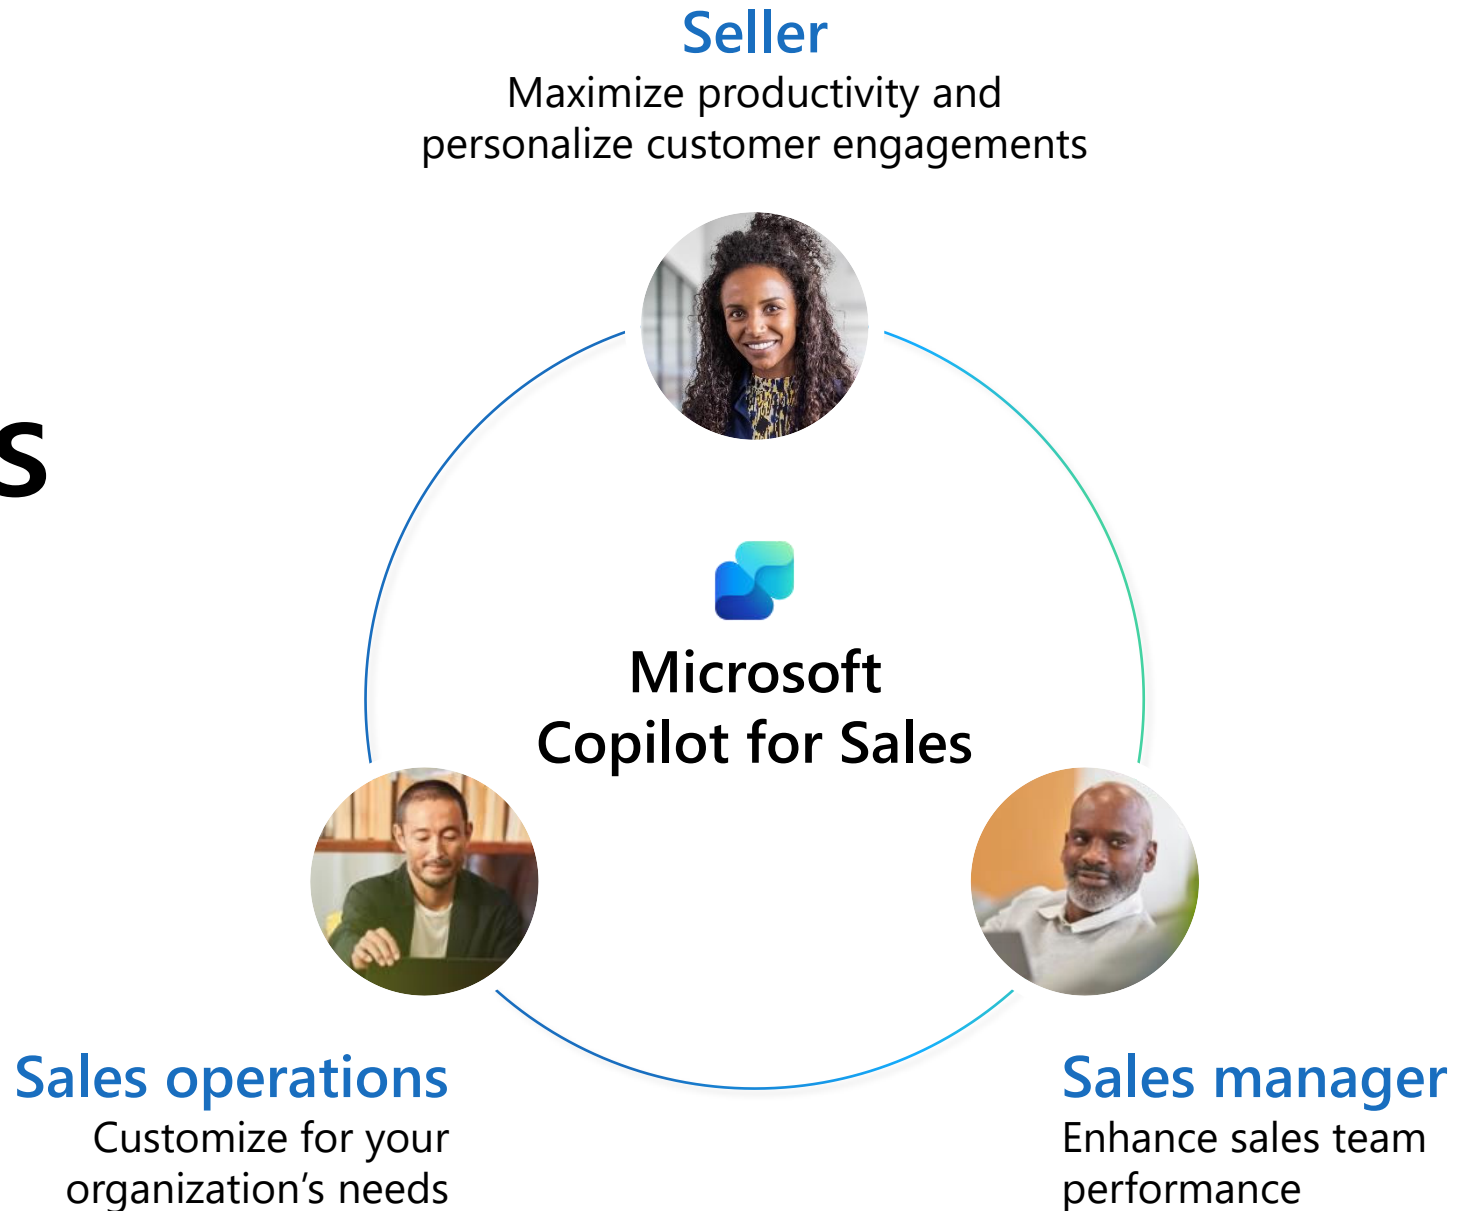 Seller
Maximize productivity and
personalize customer engagements
s
Microsoft
Copilot for Sales
Sales operations
Customize for your
organization’s needs
Sales manager
Enhance sales team
performance